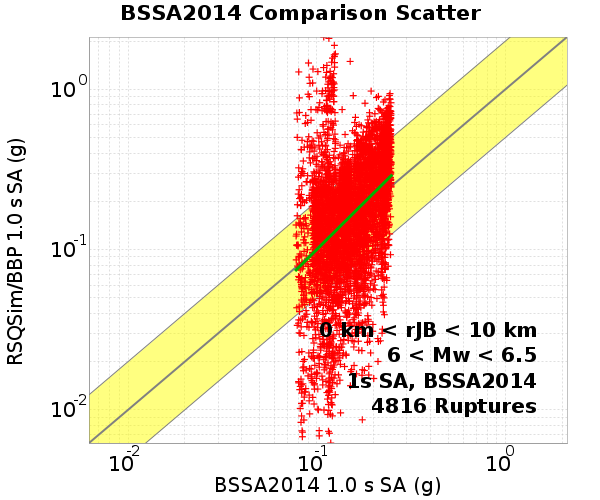 BSSA2014 Comparison Scatter
RSQSim/BBP 1.0 s SA (g)
10^0
10^-1
10^-2
0 km < rJB < 10 km
6 < Mw < 6.5
1s SA, BSSA2014
4816 Ruptures
10^-2 10^-1 10^0
BSSA2014 1.0 s SA (g)